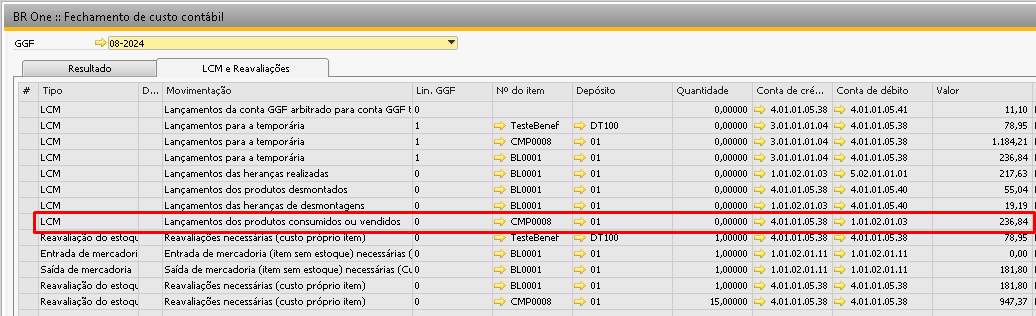 BR One :: Fechamento de custo contábil
GGF 08-2024
Resultado LCM e Reavaliações
# Tipo D... Movimentação Lin. GGF Nº do item Depósito Quantidade Conta de cré... Conta de débito Valor
LCM Lançamentos da conta GGF arbitrado para conta GGF t 0 0,00000 4.01.01.05.38 4.01.01.05.41 11,10
LCM Lançamentos para a temporária 1 TesteBenef DT100 0,00000 3.01.01.01.04 4.01.01.05.38 78,95
LCM Lançamentos para a temporária 1 CMP0008 01 0,00000 3.01.01.01.04 4.01.01.05.38 1.184,21
LCM Lançamentos para a temporária 1 BL0001 01 0,00000 3.01.01.01.04 4.01.01.05.38 236,84
LCM Lançamentos das heranças realizadas 0 BL0001 01 0,00000 1.01.02.01.03 5.02.01.01.01 217,63
LCM Lançamentos dos produtos desmontados 0 BL0001 01 0,00000 4.01.01.05.38 4.01.01.05.40 55,04
LCM Lançamentos das heranças de desmontagens 0 BL0001 01 0,00000 1.01.02.01.03 4.01.01.05.40 19,19
LCM Lançamentos dos produtos consumidos ou vendidos 0 CMP0008 01 0,00000 4.01.01.05.38 1.01.02.01.03 236,84
Reavaliação do estoqu Reavaliações necessárias (custo próprio item) 0 TesteBenef DT100 1,00000 4.01.01.05.38 4.01.01.05.38 78,95
Entrada de mercadoria Entrada de mercadoria (item sem estoque) necessárias ( 0 BL0001 01 1,00000 1.01.02.01.11 1.01.02.01.11 0,00
Saída de mercadoria Saída de mercadoria (item sem estoque) necessárias (Cu 0 BL0001 01 1,00000 1.01.02.01.11 1.01.02.01.11 181,80
Reavaliação do estoqu Reavaliações necessárias (custo próprio item) 0 BL0001 01 1,00000 4.01.01.05.38 4.01.01.05.38 181,80
Reavaliação do estoqu Reavaliações necessárias (custo próprio item) 0 CMP0008 01 15,00000 4.01.01.05.38 4.01.01.05.38 947,37